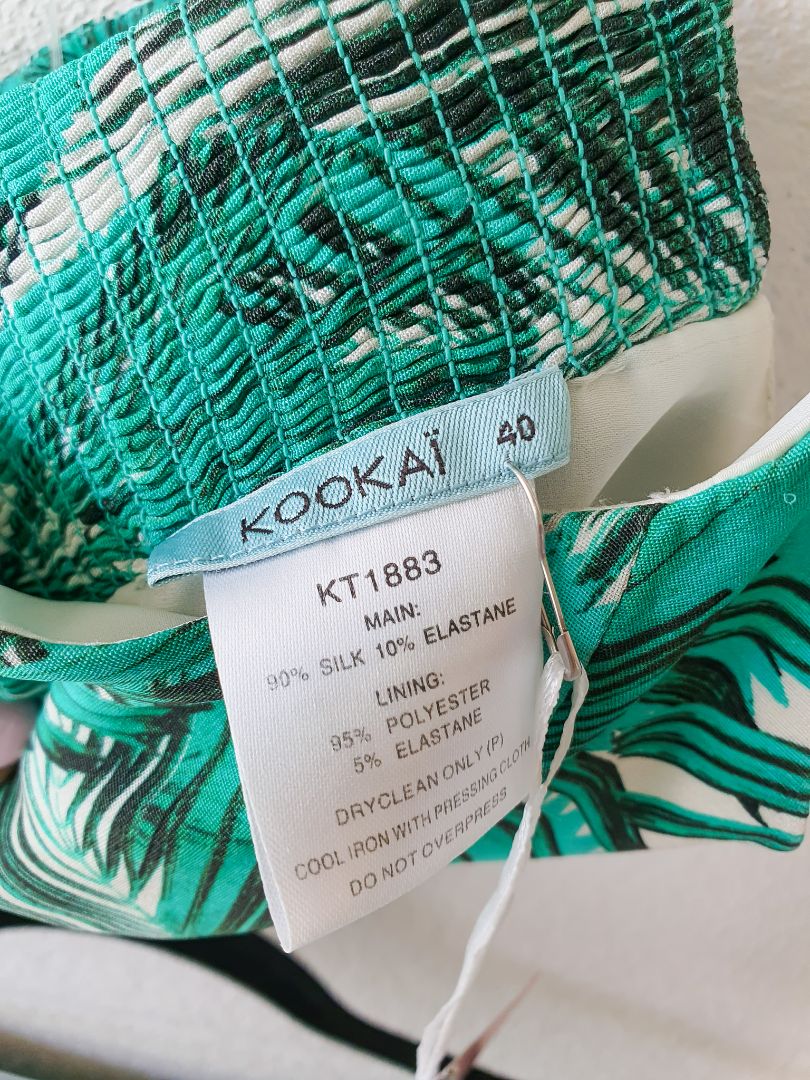 KOOKAÏ 40
KT1883
MAIN:
90% SILK 10% ELASTANE
LINING:
95% POLYESTER
5% ELASTANE
DRYCLEAN ONLY (P)
COOL IRON WITH PRESSING CLOTH
DO NOT OVERPRESS